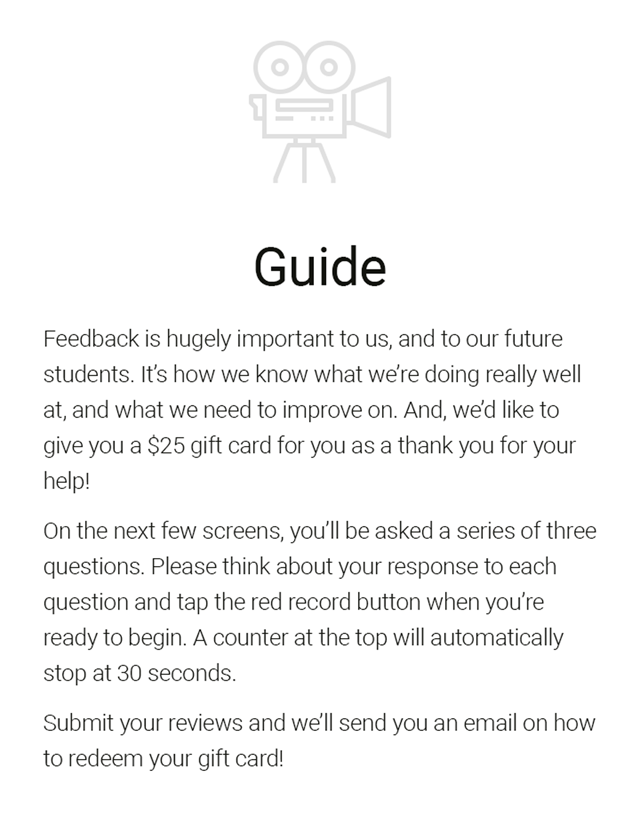 Guide
Feedback is hugely important to us, and to our future
students. It’s how we know what we’re doing really well
at, and what we need to improve on. And, we’d like to
give you a $25 gift card for you as a thank you for your
help!
On the next few screens, you’ll be asked a series of three
questions. Please think about your response to each
question and tap the red record button when you’re
ready to begin. A counter at the top will automatically
stop at 30 seconds.
Submit your reviews and we’ll send you an email on how
to redeem your gift card!